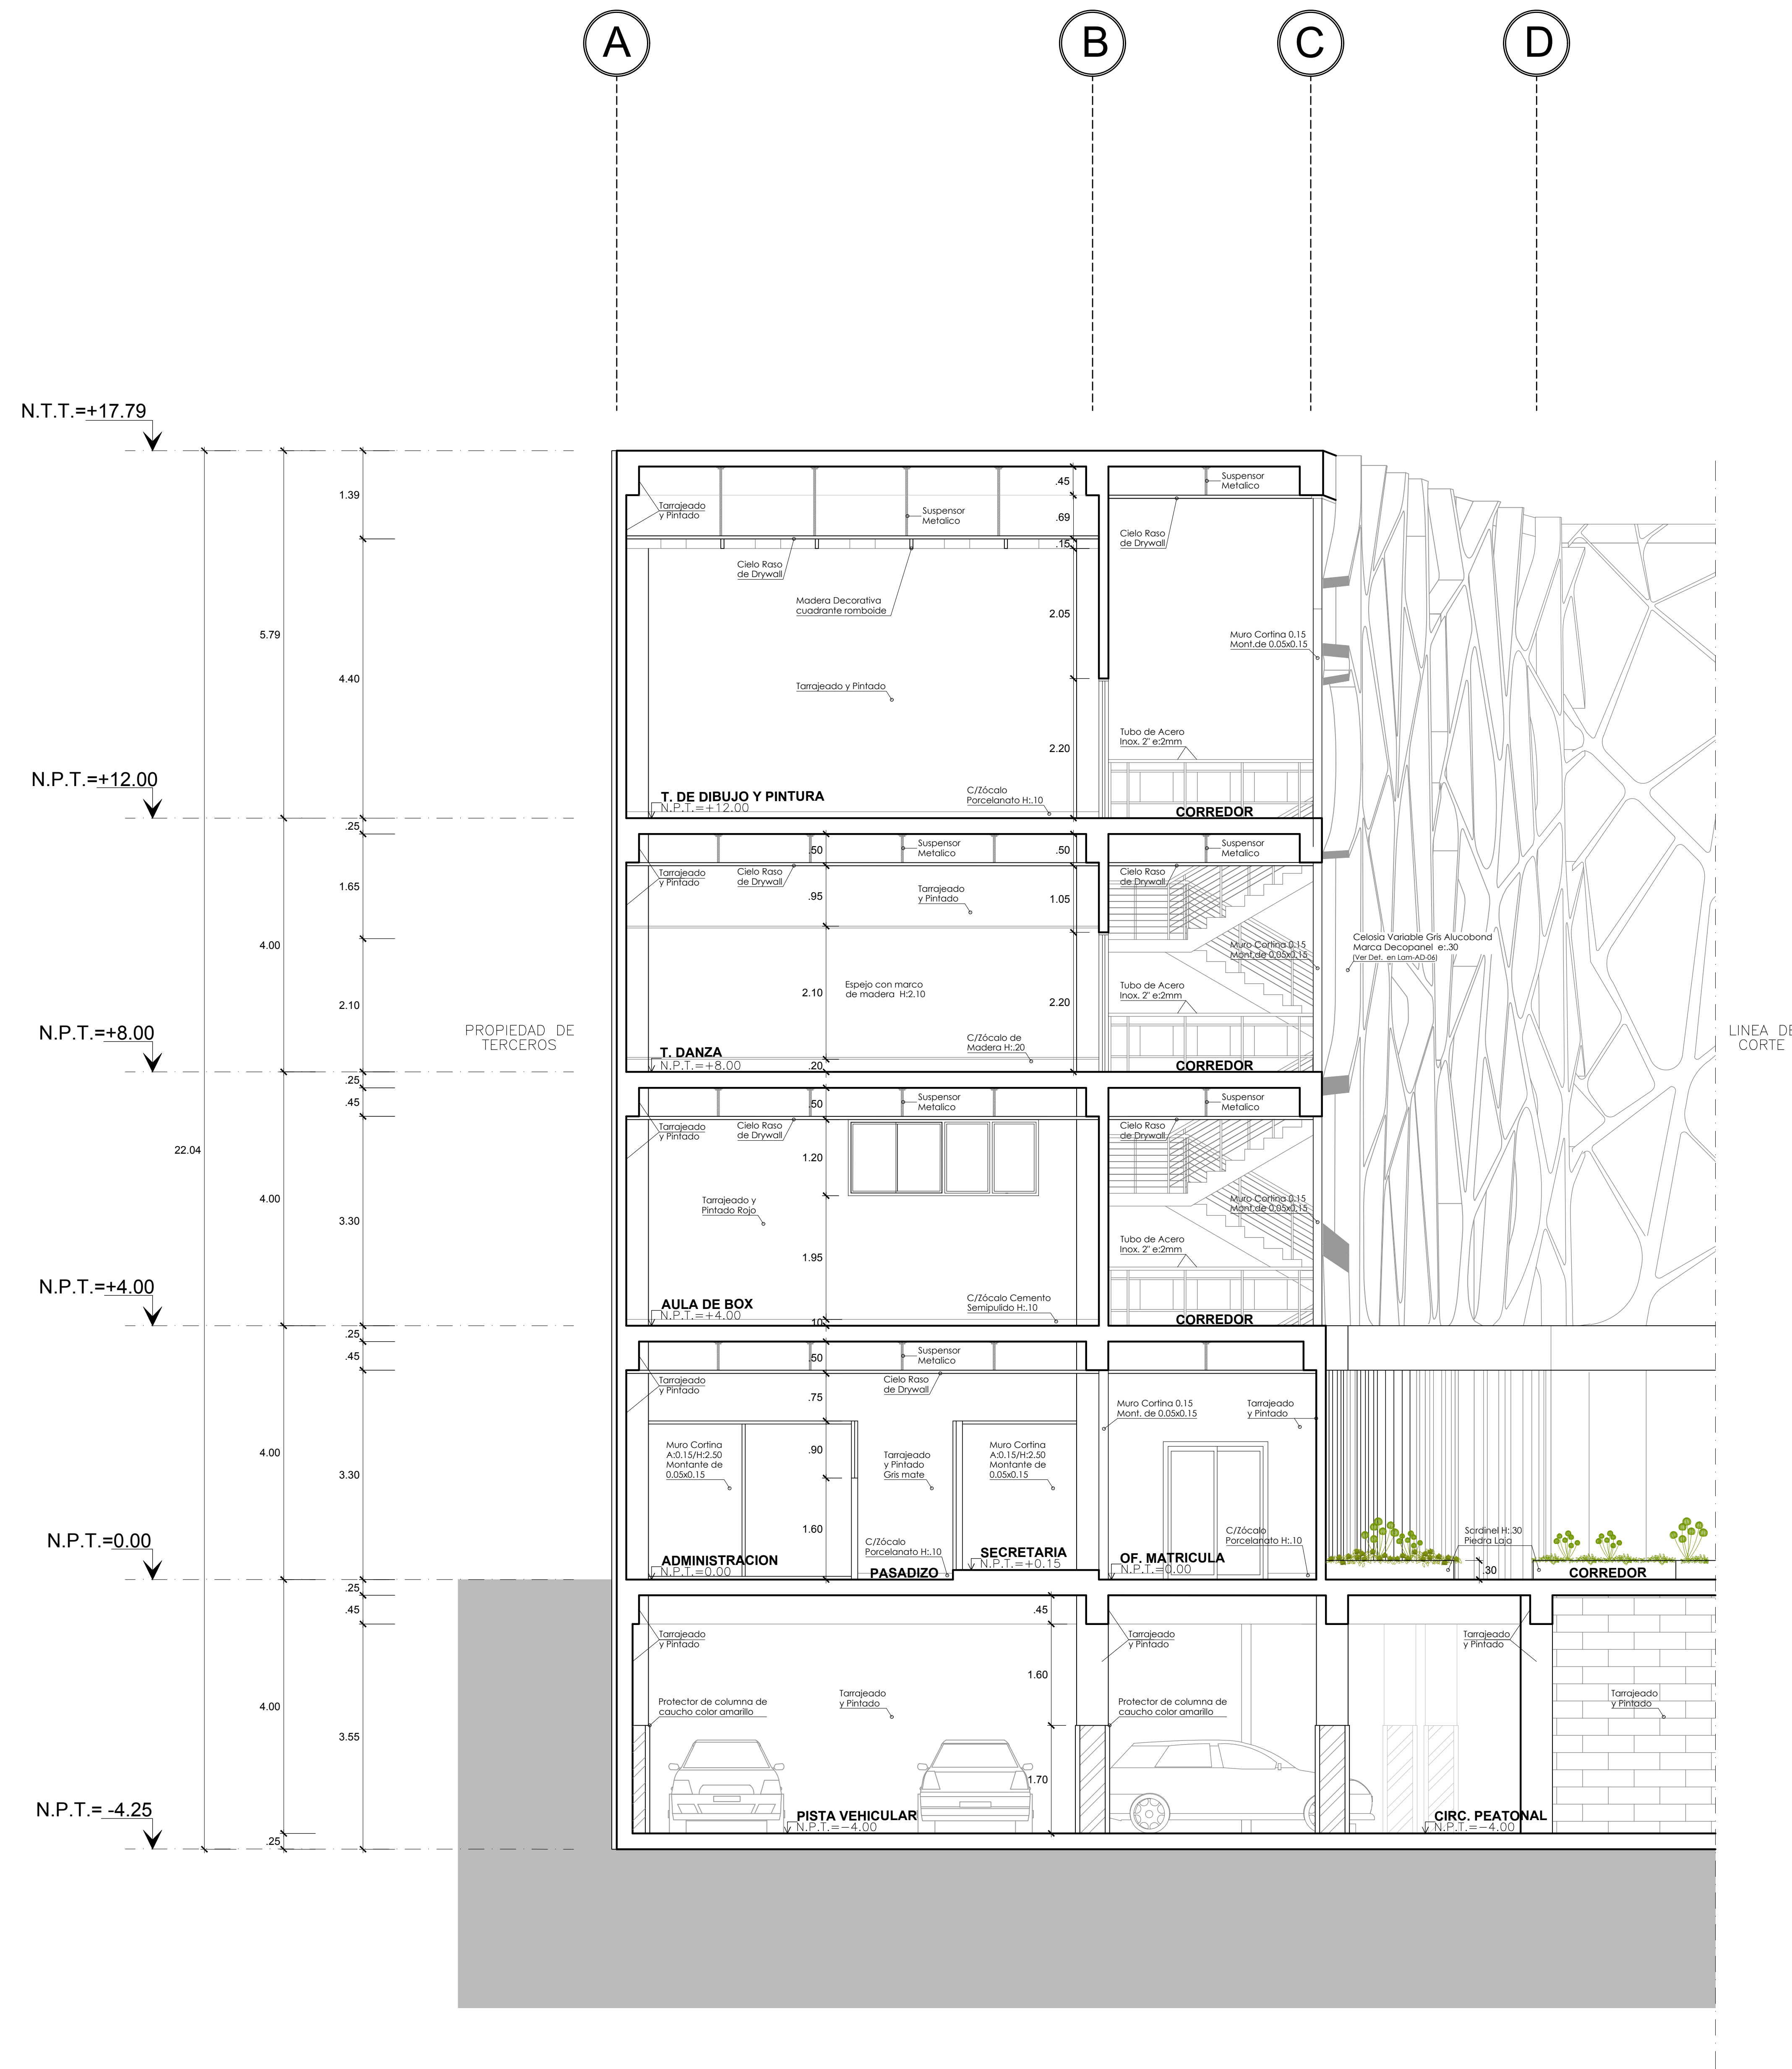 A
B
C
D
N.T.T.=+17.79
1.39
5.79
4.40
Tarrajeado
y Pintado
Suspensor
Metalico
.45
.69
.15
Suspensor
Metalico
Cielo Raso
de Drywall
Cielo Raso
de Drywall
Madera Decorativa
cuadrante romboide
2.05
Muro Cortina 0.15
Mont.de 0.05x0.15
Tarrajeado y Pintado
2.20
Tubo de Acero
Inox. 2" e:2mm
N.P.T.=+12.00
T. DE DIBUJO Y PINTURA
N.P.T.=+12.00
C/Zócalo
Porcelanato H:.10
CORREDOR
.25
1.65
4.00
2.10
.50
Suspensor
Metalico
.50
Suspensor
Metalico
Tarrajeado
y Pintado
Cielo Raso
de Drywall
.95
Tarrajeado
y Pintado
1.05
Cielo Raso
de Drywall
Muro Cortina 0.15
Mont.de 0.05x0.15
Celosia Variable Gris Alucobond
Marca Decopanel e:.30
(Ver Det. en Lam-AD-06)
2.10
Espejo con marco
de madera H:2.10
2.20
Tubo de Acero
Inox. 2" e:2mm
PROPIEDAD DE
TERCEROS
LINEA DE
CORTE
N.P.T.=+8.00
T. DANZA
N.P.T.=+8.00
.20
C/Zócalo de
Madera H:.20
CORREDOR
.25
.45
22.04
4.00
3.30
.50
Suspensor
Metalico
Suspensor
Metalico
Tarrajeado
y Pintado
Cielo Raso
de Drywall
Cielo Raso
de Drywall
1.20
Tarrajeado y
Pintado Rojo
Muro Cortina 0.15
Mont.de 0.05x0.15
1.95
Tubo de Acero
Inox. 2" e:2mm
N.P.T.=+4.00
AULA DE BOX
N.P.T.=+4.00
.10
C/Zócalo Cemento
Semipulido H:.10
CORREDOR
.25
.45
4.00
3.30
.50
Suspensor
Metalico
Tarrajeado
y Pintado
Cielo Raso
de Drywall
.75
Muro Cortina 0.15
Mont. de 0.05x0.15
Tarrajeado
y Pintado
Muro Cortina
A:0.15/H:2.50
Montante de
0.05x0.15
.90
Tarrajeado
y Pintado
Gris mate
Muro Cortina
A:0.15/H:2.50
Montante de
0.05x0.15
1.60
C/Zócalo
Porcelanato H:.10
C/Zócalo
Porcelanato H:.10
Sardinel H:.30
Piedra Laja
.30
N.P.T.=0.00
ADMINISTRACION
N.P.T.=0.00
PASADIZO
SECRETARIA
N.P.T.=+0.15
OF. MATRICULA
N.P.T.=0.00
CORREDOR
.25
.45
4.00
3.55
.45
Tarrajeado
y Pintado
Tarrajeado
y Pintado
Tarrajeado
y Pintado
1.60
Protector de columna de
caucho color amarillo
Tarrajeado
y Pintado
Protector de columna de
caucho color amarillo
Tarrajeado
y Pintado
1.70
N.P.T.= -4.25
PISTA VEHICULAR
N.P.T.=-4.00
CIRC. PEATONAL
N.P.T.=-4.00
.25